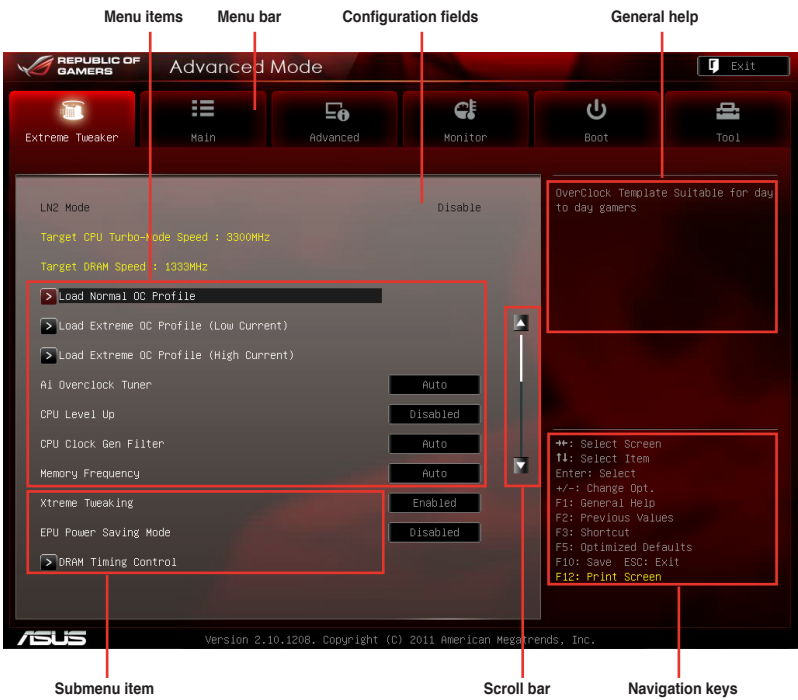 Menu items Menu bar Configuration fields General help
REPUBLIC OF
GAMERS
Advanced Mode
Exit
Extreme Tweaker Main Advanced Monitor Boot Tool
LN2 Mode Disable
Target CPU Turbo-Mode Speed : 3300MHz
Target DRAM Speed : 1333MHz
> Load Normal OC Profile
> Load Extreme OC Profile (Low Current)
> Load Extreme OC Profile (High Current)
Ai Overclock Tuner Auto
CPU Level Up Disabled
CPU Clock Gen Filter Auto
Memory Frequency Auto
Xtreme Tweaking Enabled
EPU Power Saving Mode Disabled
> DRAM Timing Control
OverClock Template Suitable for day
to day gamers
→←: Select Screen
↑↓: Select Item
Enter: Select
+/-: Change Opt.
F1: General Help
F2: Previous Values
F3: Shortcut
F5: Optimized Defaults
F10: Save ESC: Exit
F12: Print Screen
ASUS
Version 2.10.1208. Copyright (C) 2011 American Megatrends, Inc.
Submenu item Scroll bar Navigation keys